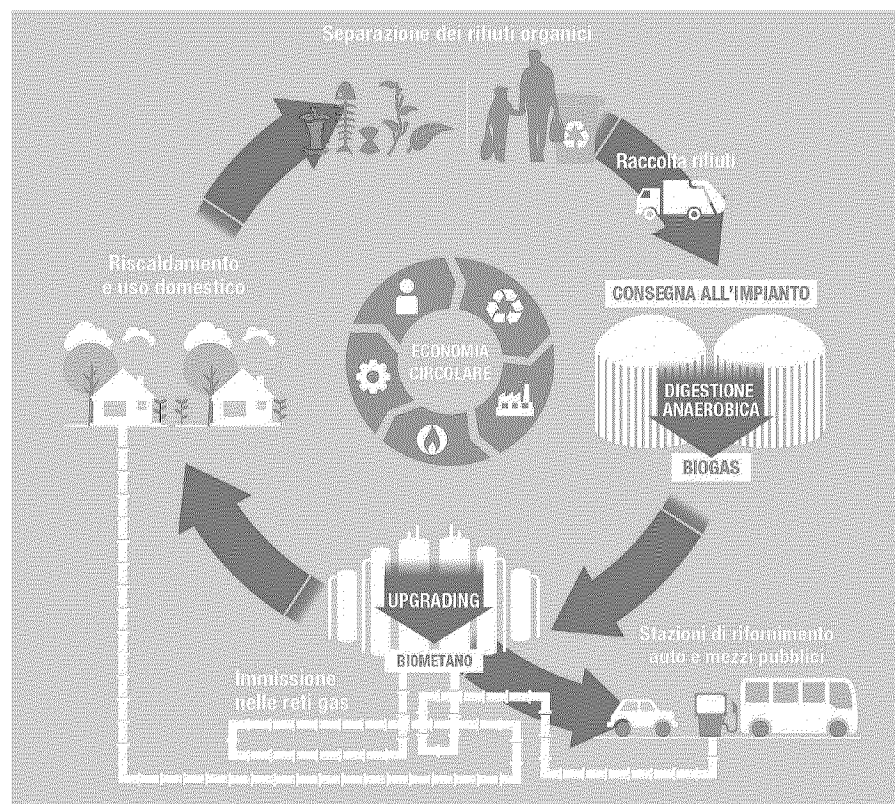 Separazione dei rifiuti organici
Raccolta rifiuti
CONSEGNA ALL'IMPIANTO
DIGESTIONE
ANAEROBICA
BIOGAS
Riscaldamento
e uso domestico
ECONOMIA
CIRCOLARE
UPGRADING
BIOMETANO
Stazioni di rifornimento
auto e mezzi pubblici
Immissione
nelle reti gas